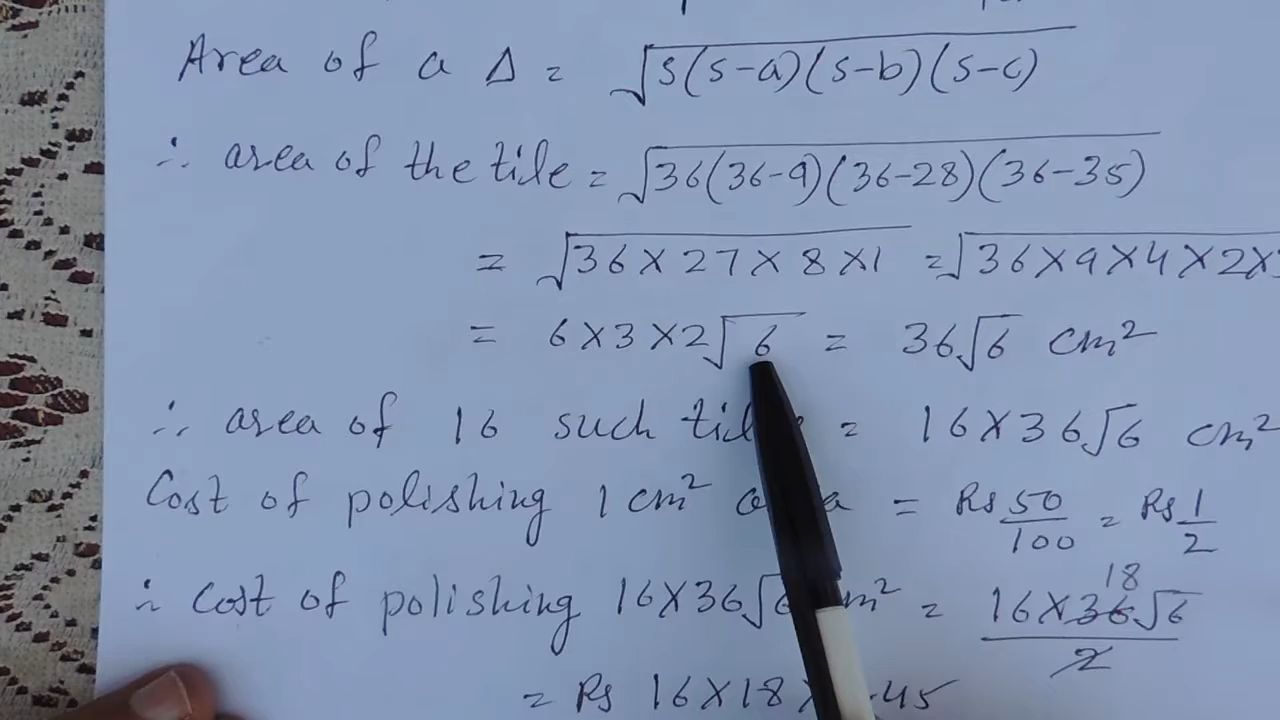 Area of a Δ = √s(s-a)(s-b)(s-c)
∴ area of the tile = √36(36-9)(36-28)(36-35)
= √36×27×8×1 = √36×9×4×2×
= 6×3×2√6 = 36√6 cm²
∴ area of 16 such = 16×36√6 cm²
Cost of polishing 1 cm² = Rs 50/100 = Rs 1/2
∴ Cost of polishing 16×36√6 m² = 16×36√6/2 18
= Rs 16×18× .45